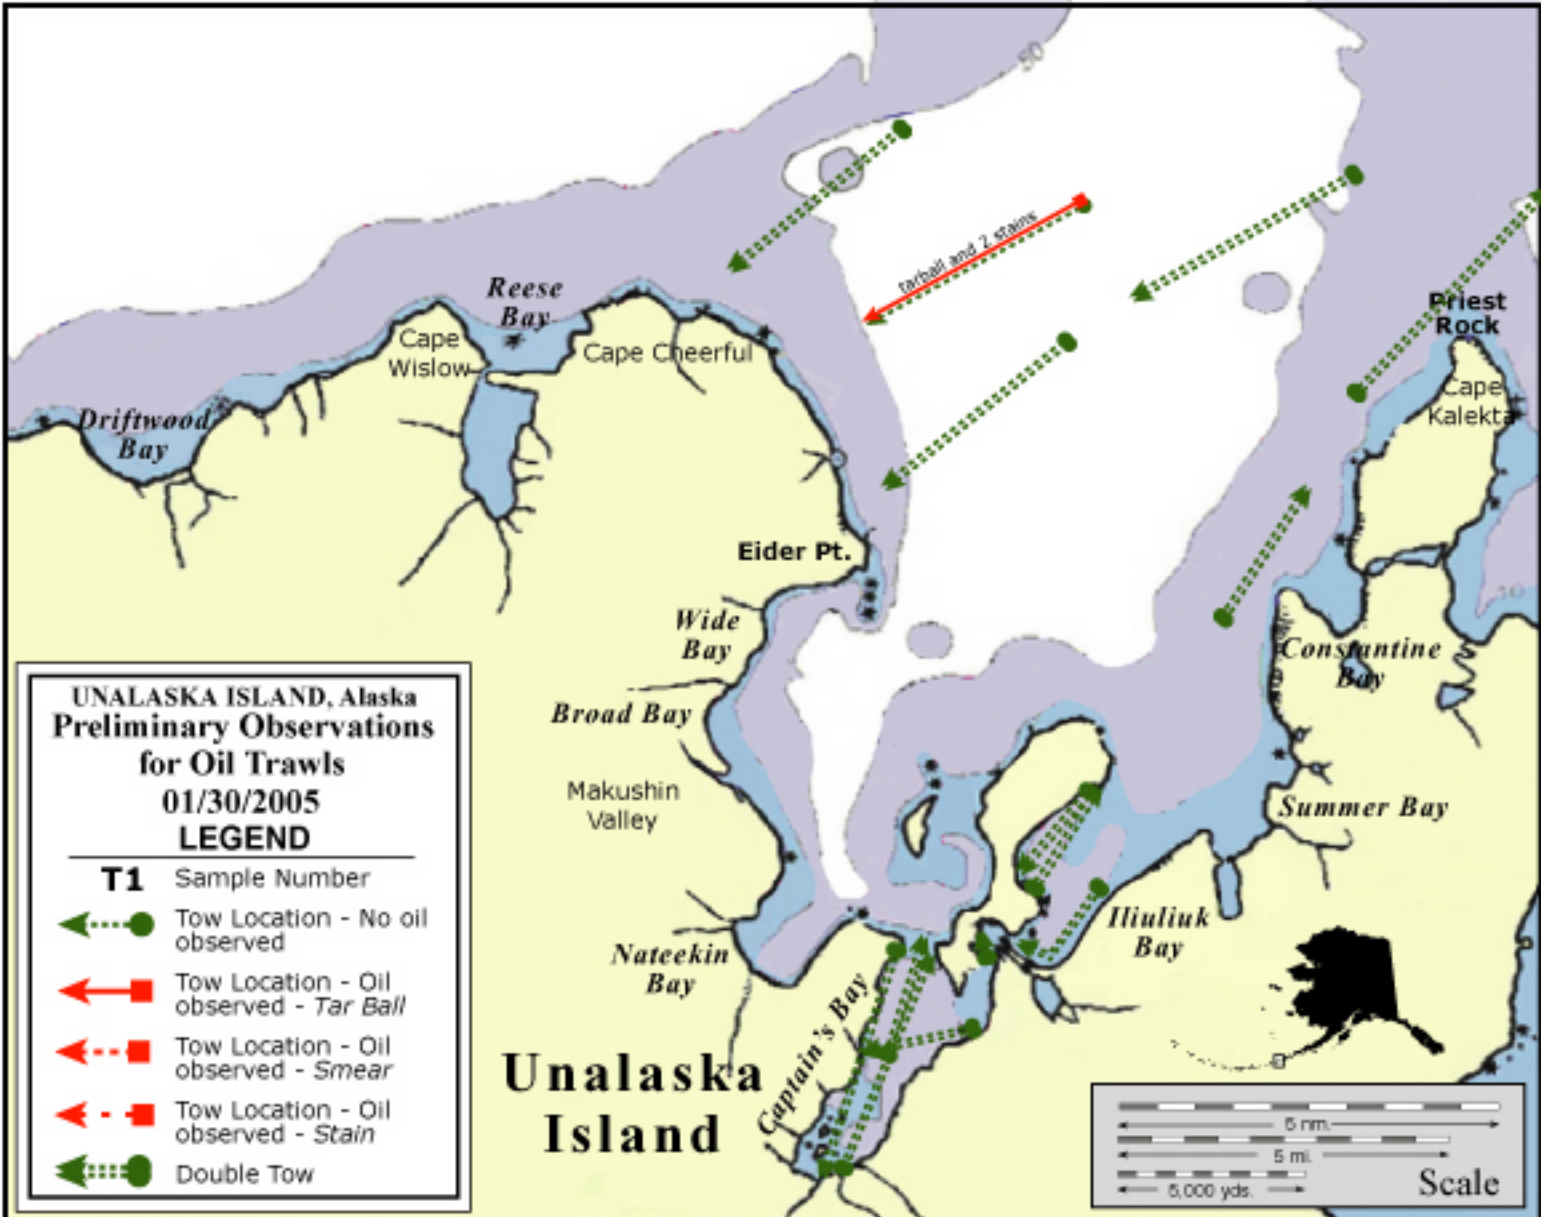 50
tarball and 2 stains
Reese
Bay
Priest
Rock
Cape
Wislow
Cape Cheerful
Cape
Kalekta
Driftwood
Bay
Eider Pt.
Wide
Bay
Constantine
Bay
Broad Bay
Makushin
Valley
Summer Bay
Iliuliuk
Bay
Nateekin
Bay
Captain's Bay
Unalaska
Island
UNALASKA ISLAND, Alaska
Preliminary Observations
for Oil Trawls
01/30/2005
LEGEND
T1 Sample Number
Tow Location - No oil
observed
Tow Location - Oil
observed - Tar Ball
Tow Location - Oil
observed - Smear
Tow Location - Oil
observed - Stain
Double Tow
5 nm.
5 mi.
5,000 yds.
Scale